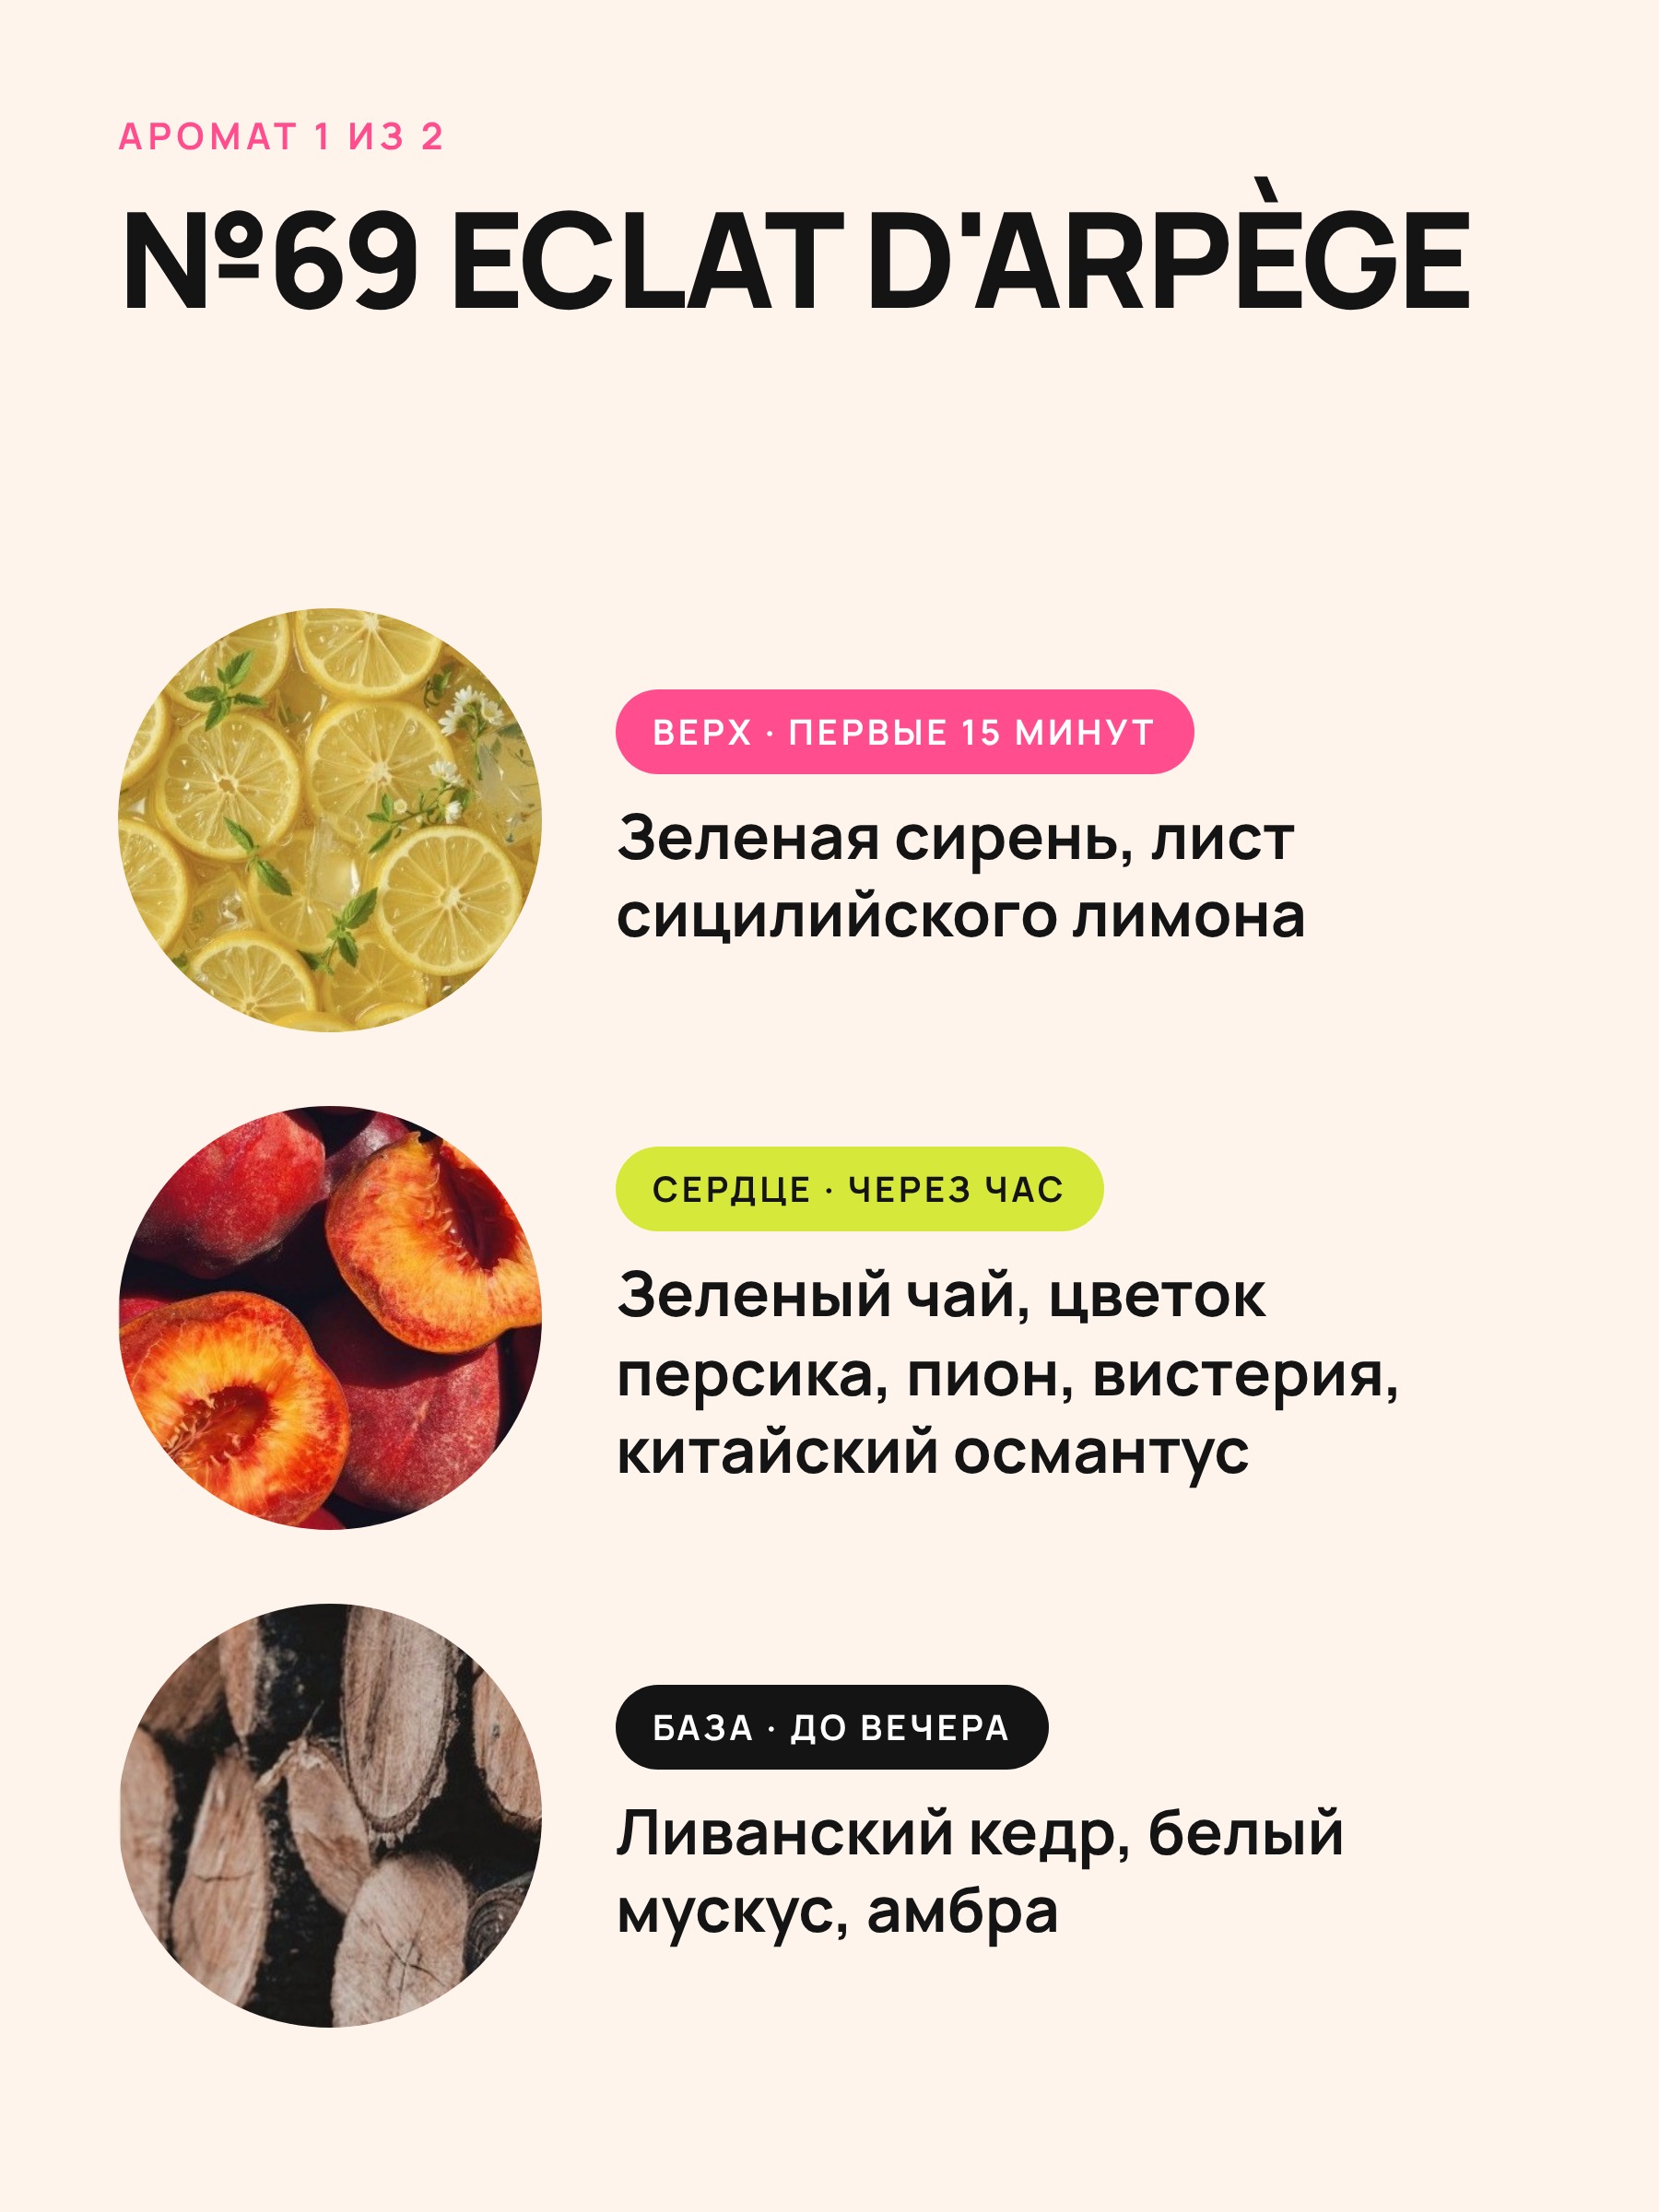 АРОМАТ 1 ИЗ 2
№69 ECLAT D'ARPÈGE
ВЕРХ · ПЕРВЫЕ 15 МИНУТ
Зеленая сирень, лист
сицилийского лимона
СЕРДЦЕ · ЧЕРЕЗ ЧАС
Зеленый чай, цветок
персика, пион, вистерия,
китайский османтус
БАЗА · ДО ВЕЧЕРА
Ливанский кедр, белый
мускус, амбра